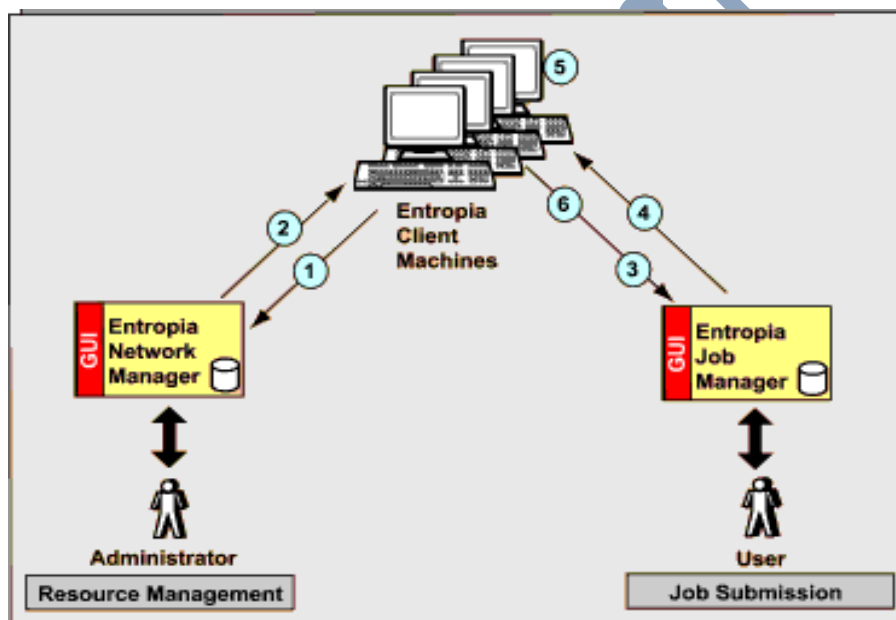 5
2
6
4
Entropia
Client
Machines
1
3
GUI
Entropia
Network
Manager
GUI
Entropia
Job
Manager
Administrator
User
Resource Management
Job Submission